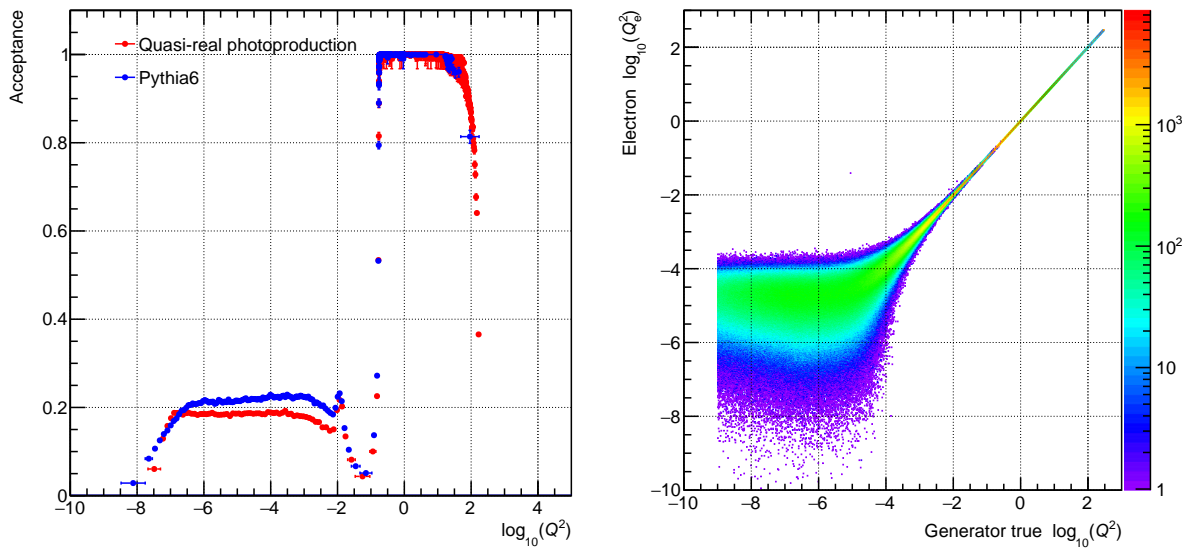 Acceptance
1
0.8
0.6
0.4
0.2
0
Quasi-real photoproduction
Pythia6
−10 −8 −6 −4 −2 0 2 4
log₁₀(Q²)
Electron log₁₀(Qₑ²)
2
0
−2
−4
−6
−8
−10
−10 −8 −6 −4 −2 0 2
Generator true log₁₀(Q²)
10³
10²
10
1